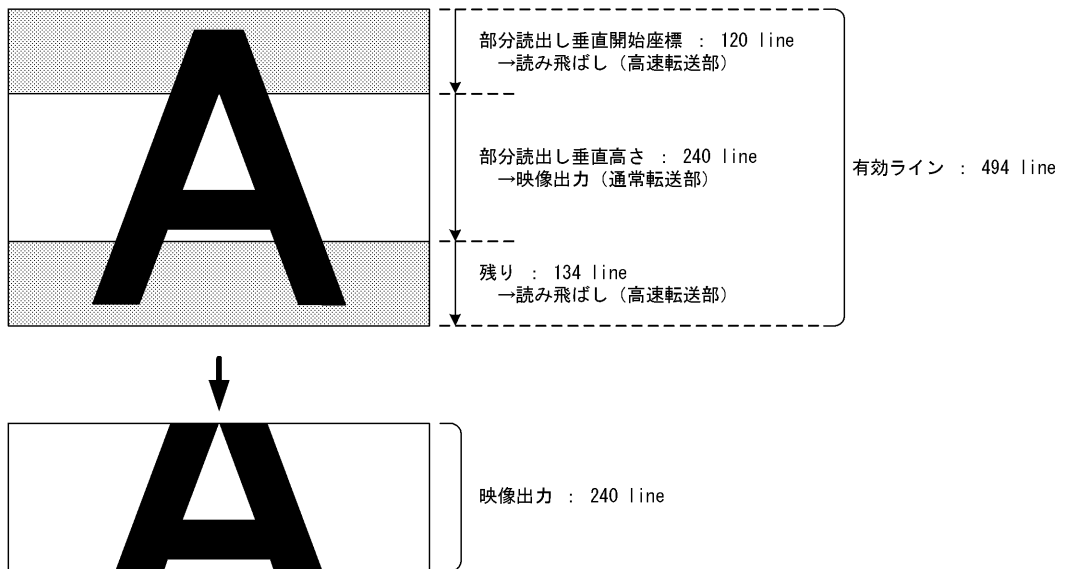 部分読出し垂直開始座標 : 120 line
→読み飛ばし(高速転送部)
部分読出し垂直高さ : 240 line
→映像出力(通常転送部)
有効ライン : 494 line
残り : 134 line
→読み飛ばし(高速転送部)
A
映像出力 : 240 line